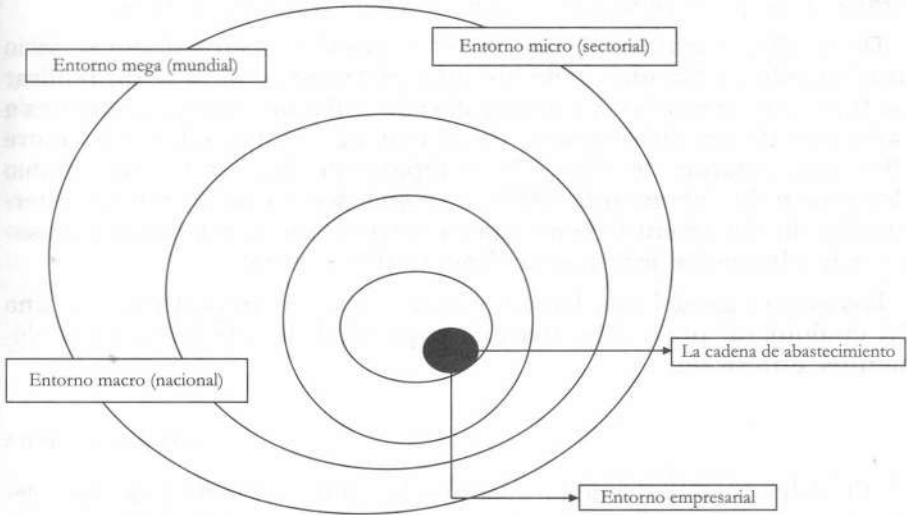 Entorno mega (mundial)
Entorno micro (sectorial)
La cadena de abastecimiento
Entorno macro (nacional)
Entorno empresarial